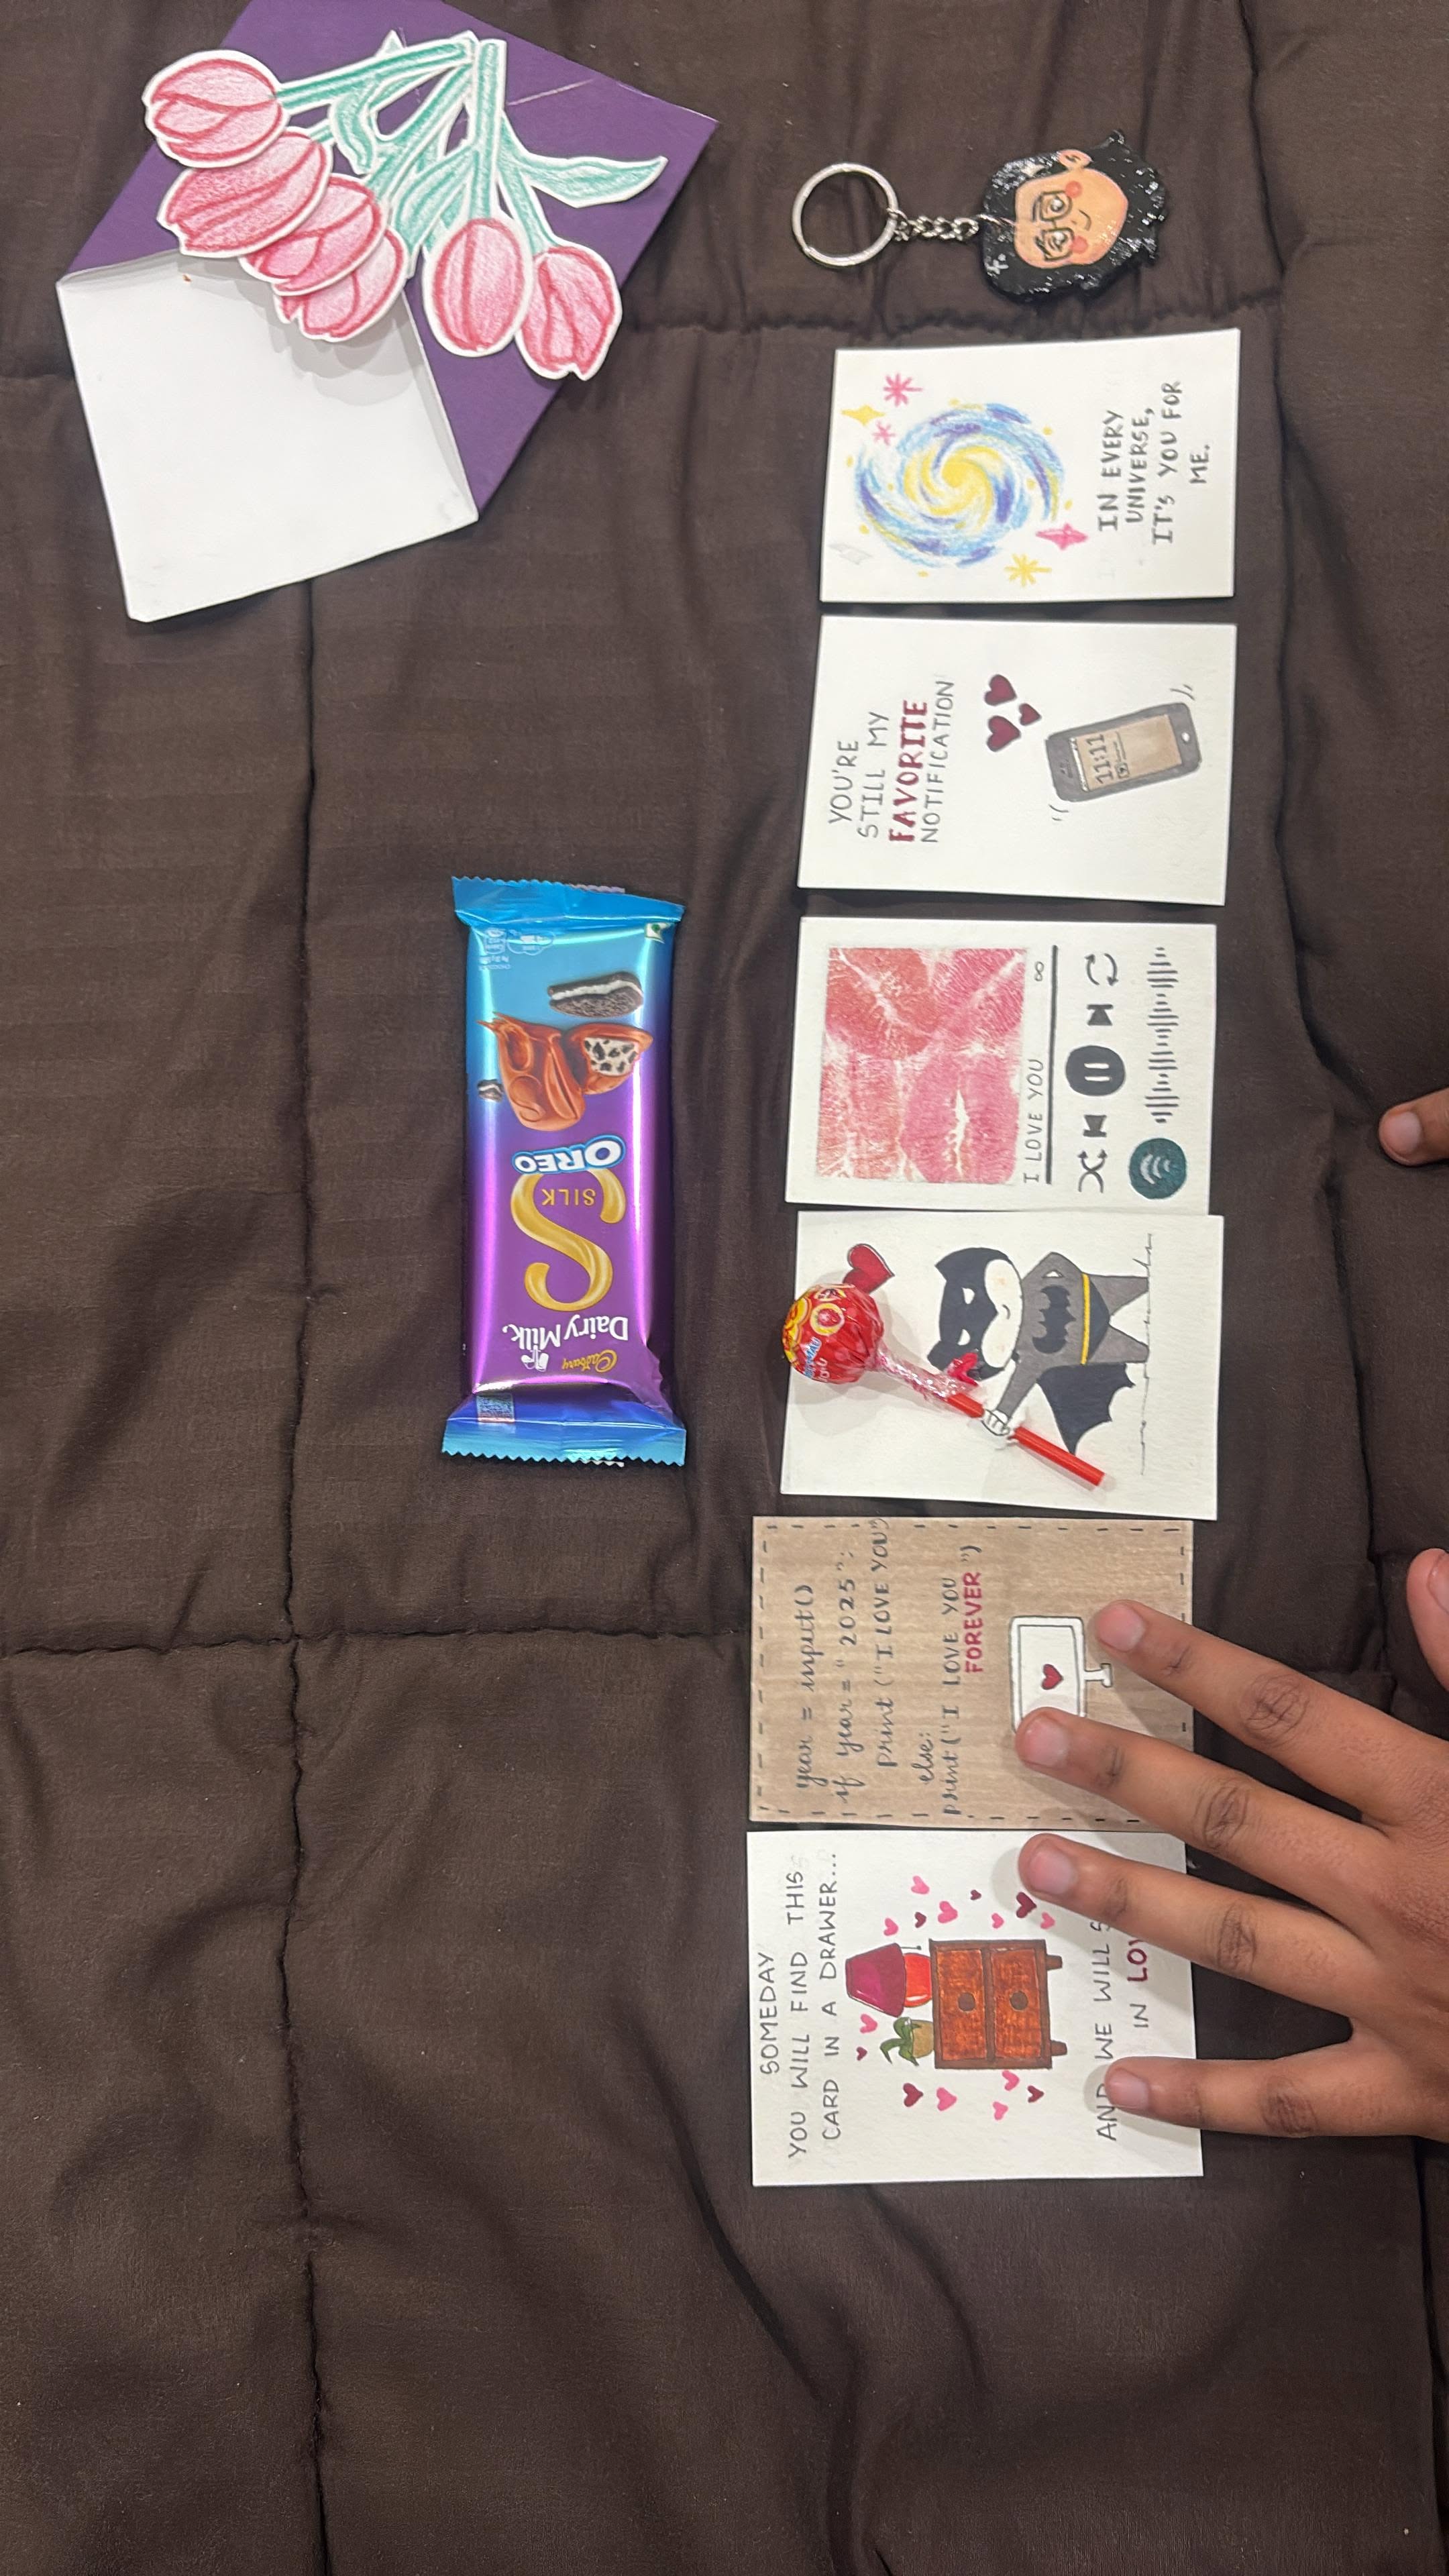 SOMEDAY
YOU WILL FIND THIS
CARD IN A DRAWER...
AND WE WILL
IN
year = input()
if year = "2025":
print ("I LOVE YOU")
else:
print ("I LOVE YOU
FOREVER")
I LOVE YOU ∞
YOU'RE
STILL MY
FAVORITE
NOTIFICATION
11:11
IN EVERY
UNIVERSE,
IT'S YOU FOR
ME.
Cadbury
Dairy Milk
SILK
OREO